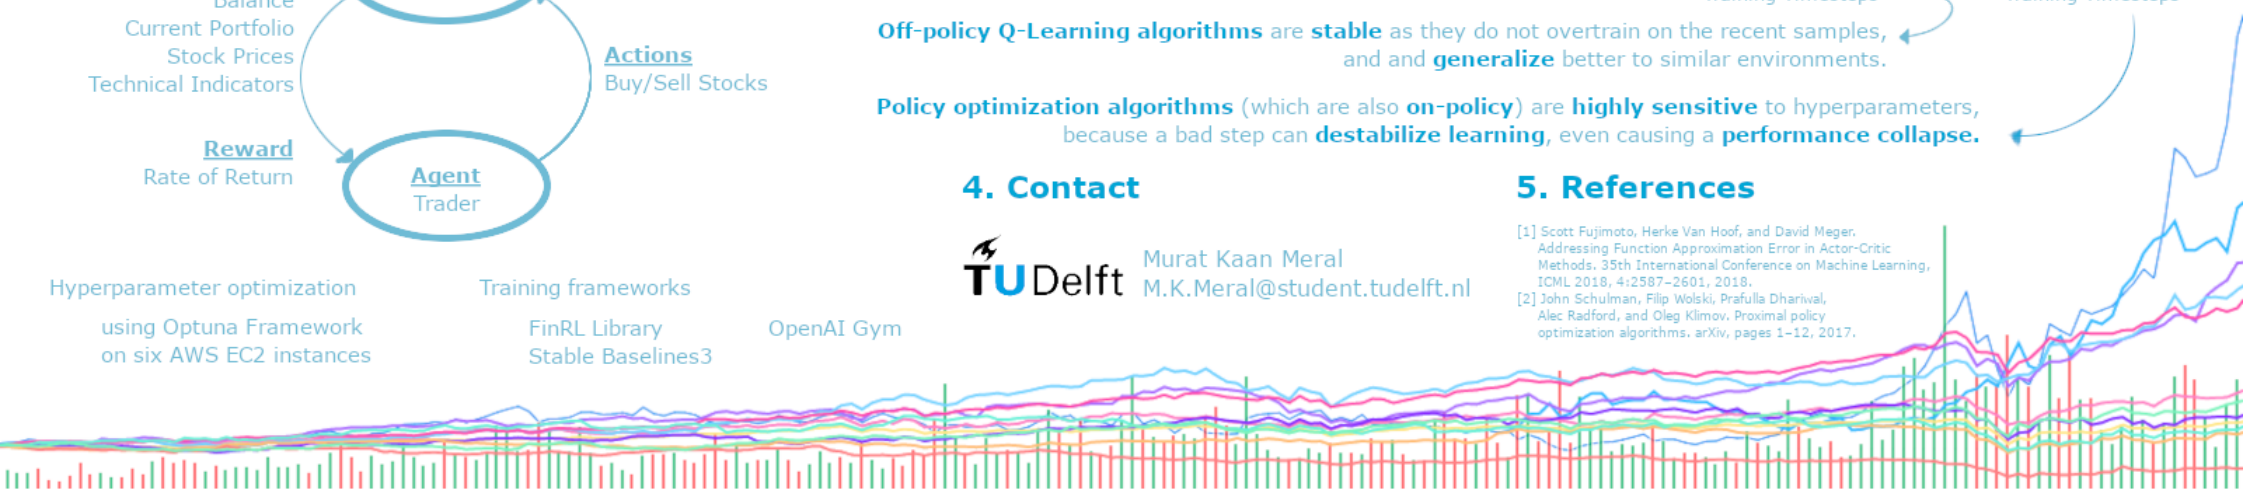 Balance
Current Portfolio
Stock Prices
Technical Indicators
Reward
Rate of Return
Actions
Buy/Sell Stocks
Agent
Trader
Hyperparameter optimization
using Optuna Framework
on six AWS EC2 instances
Training frameworks
FinRL Library
Stable Baselines3
OpenAI Gym
Training Timesteps
Training Timesteps
Off-policy Q-Learning algorithms are stable as they do not overtrain on the recent samples,
and and generalize better to similar environments.
Policy optimization algorithms (which are also on-policy) are highly sensitive to hyperparameters,
because a bad step can destabilize learning, even causing a performance collapse.
4. Contact
TU Delft
Murat Kaan Meral
M.K.Meral@student.tudelft.nl
5. References
[1] Scott Fujimoto, Herke Van Hoof, and David Meger.
Addressing Function Approximation Error in Actor-Critic
Methods. 35th International Conference on Machine Learning,
ICML 2018, 4:2587–2601, 2018.
[2] John Schulman, Filip Wolski, Prafulla Dhariwal,
Alec Radford, and Oleg Klimov. Proximal policy
optimization algorithms. arXiv, pages 1–12, 2017.